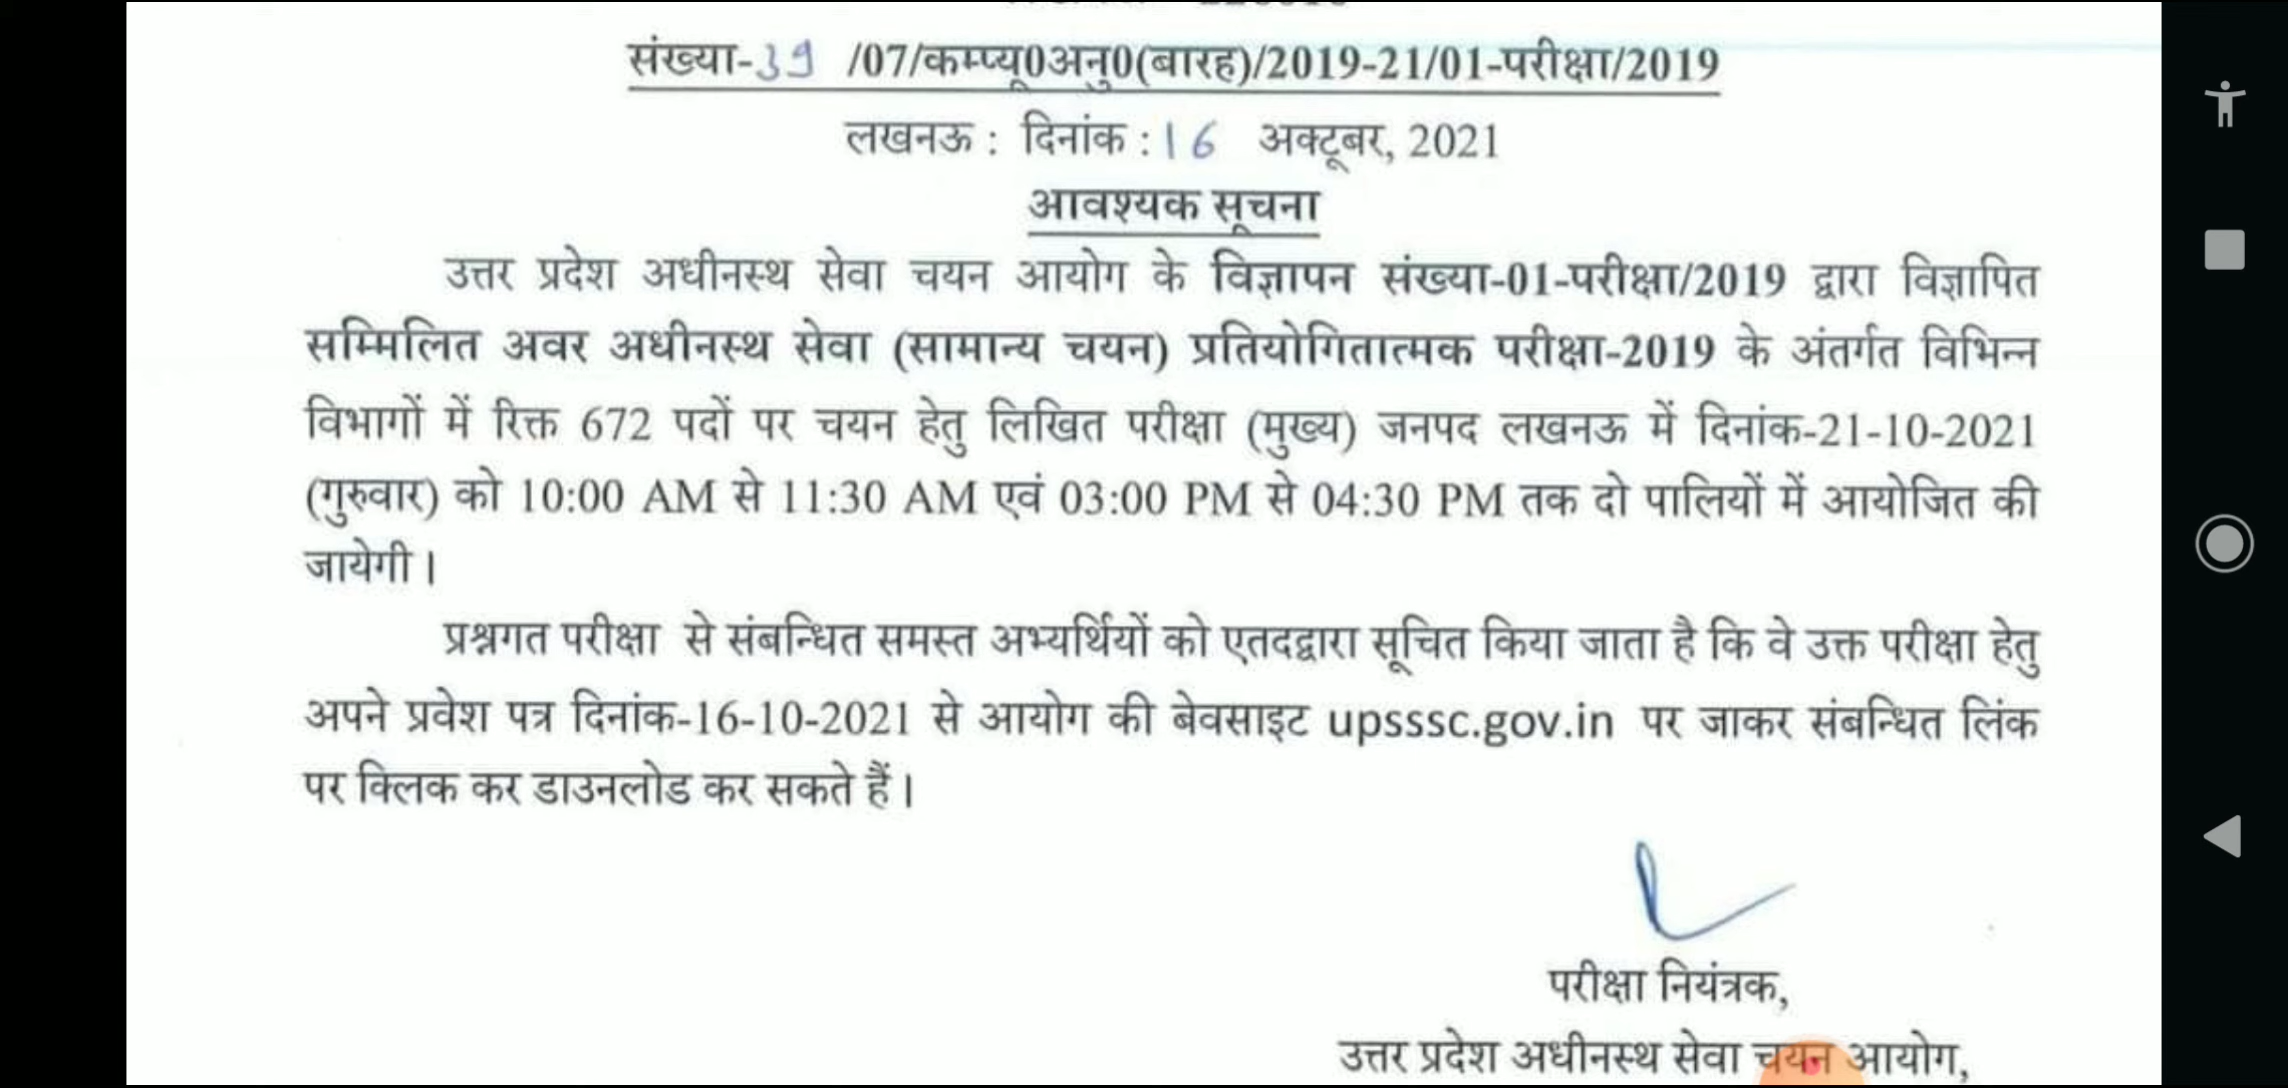 संख्या-39 /07/कम्प्यू0अनु0(बारह)/2019-21/01-परीक्षा/2019
लखनऊ : दिनांक : 16 अक्टूबर, 2021
आवश्यक सूचना
उत्तर प्रदेश अधीनस्थ सेवा चयन आयोग के विज्ञापन संख्या-01-परीक्षा/2019 द्वारा विज्ञापित
सम्मिलित अवर अधीनस्थ सेवा (सामान्य चयन) प्रतियोगितात्मक परीक्षा-2019 के अंतर्गत विभिन्न
विभागों में रिक्त 672 पदों पर चयन हेतु लिखित परीक्षा (मुख्य) जनपद लखनऊ में दिनांक-21-10-2021
(गुरुवार) को 10:00 AM से 11:30 AM एवं 03:00 PM से 04:30 PM तक दो पालियों में आयोजित की
जायेगी।
प्रश्नगत परीक्षा से संबन्धित समस्त अभ्यर्थियों को एतदद्वारा सूचित किया जाता है कि वे उक्त परीक्षा हेतु
अपने प्रवेश पत्र दिनांक-16-10-2021 से आयोग की बेवसाइट upsssc.gov.in पर जाकर संबन्धित लिंक
पर क्लिक कर डाउनलोड कर सकते हैं।
परीक्षा नियंत्रक,
उत्तर प्रदेश अधीनस्थ सेवा चयन आयोग,